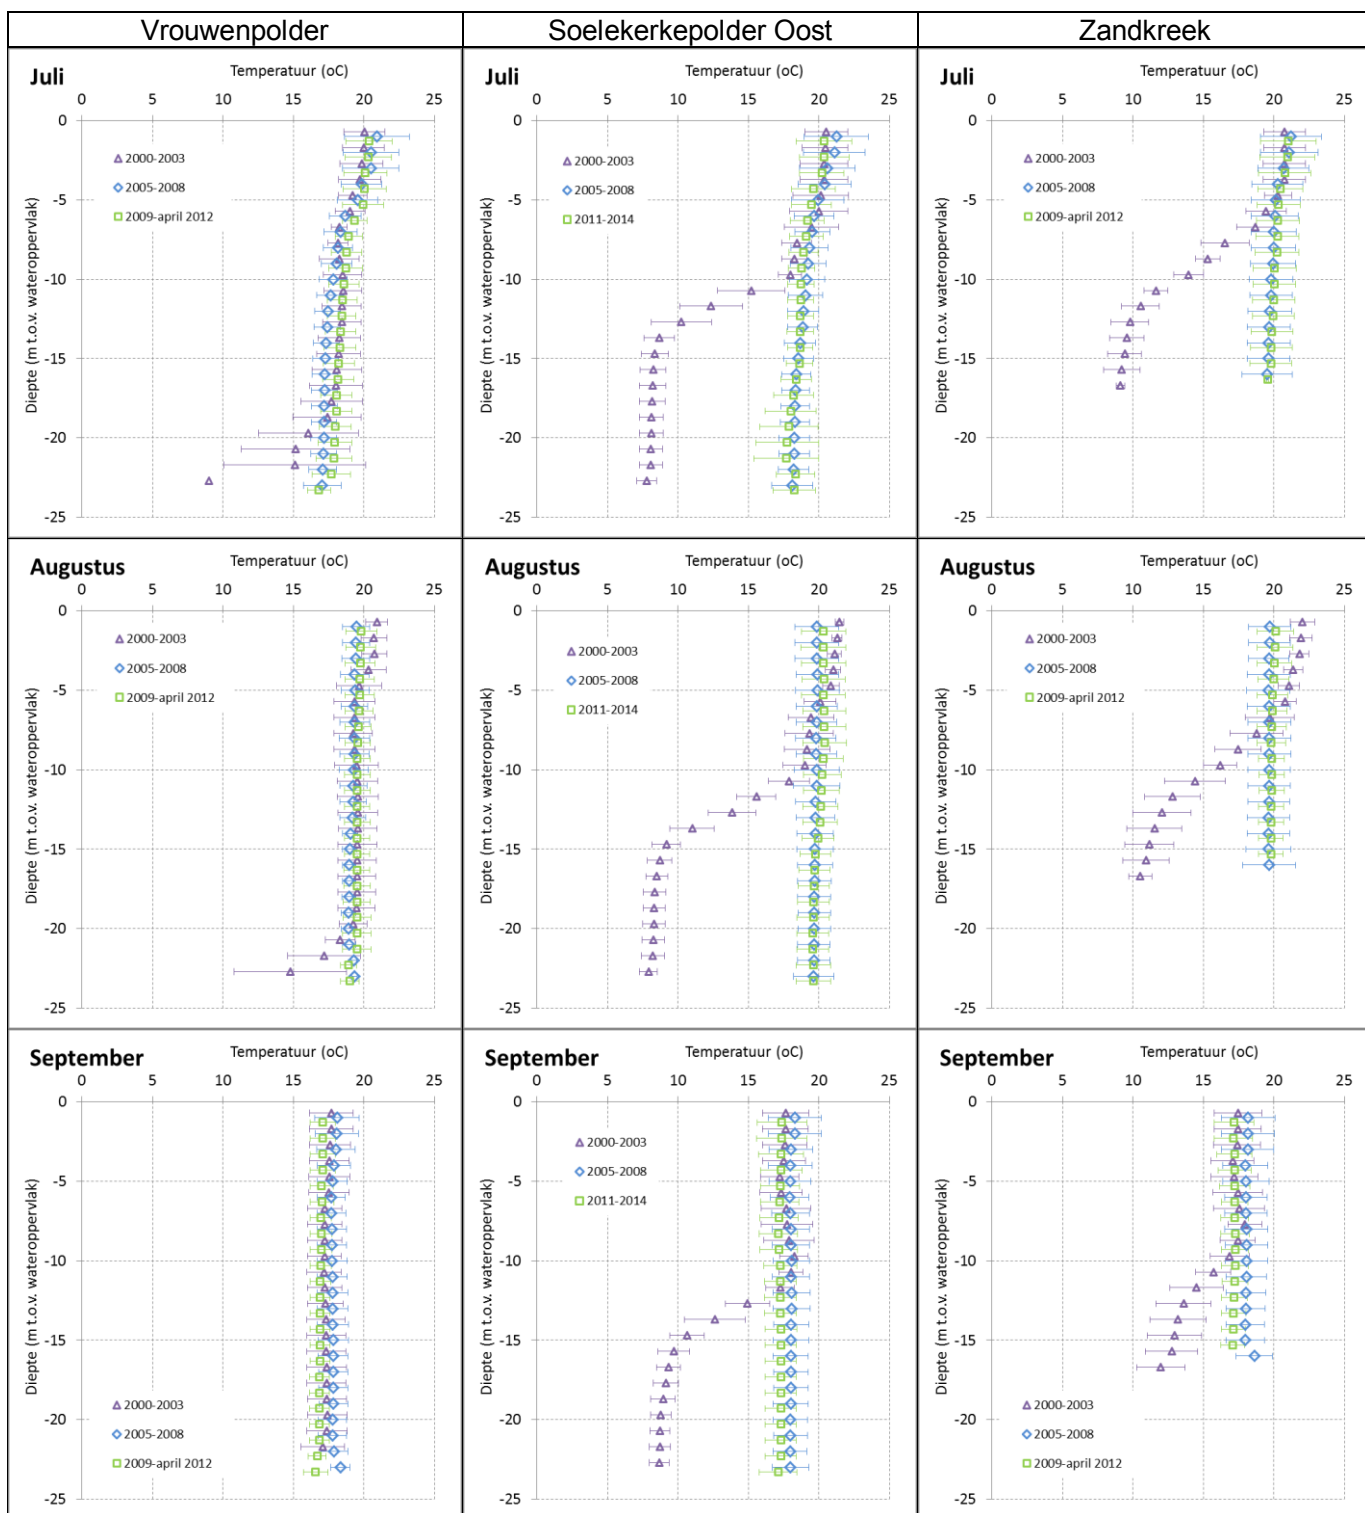 Vrouwenpolder
Soelekerkepolder Oost
Zandkreek
Juli
Temperatuur (oC)
0 5 10 15 20 25
0
-5
-10
-15
-20
-25
Diepte (m t.o.v. wateroppervlak)
2000-2003
2005-2008
2009-april 2012
Juli
Temperatuur (oC)
0 5 10 15 20 25
0
-5
-10
-15
-20
-25
Diepte (m t.o.v. wateroppervlak)
2000-2003
2005-2008
2011-2014
Juli
Temperatuur (oC)
0 5 10 15 20 25
0
-5
-10
-15
-20
-25
Diepte (m t.o.v. wateroppervlak)
2000-2003
2005-2008
2009-april 2012
Augustus
Temperatuur (oC)
0 5 10 15 20 25
0
-5
-10
-15
-20
-25
Diepte (m t.o.v. wateroppervlak)
2000-2003
2005-2008
2009-april 2012
Augustus
Temperatuur (oC)
0 5 10 15 20 25
0
-5
-10
-15
-20
-25
Diepte (m t.o.v. wateroppervlak)
2000-2003
2005-2008
2011-2014
Augustus
Temperatuur (oC)
0 5 10 15 20 25
0
-5
-10
-15
-20
-25
Diepte (m t.o.v. wateroppervlak)
2000-2003
2005-2008
2009-april 2012
September
Temperatuur (oC)
0 5 10 15 20 25
0
-5
-10
-15
-20
-25
Diepte (m t.o.v. wateroppervlak)
2000-2003
2005-2008
2009-april 2012
September
Temperatuur (oC)
0 5 10 15 20 25
0
-5
-10
-15
-20
-25
Diepte (m t.o.v. wateroppervlak)
2000-2003
2005-2008
2011-2014
September
Temperatuur (oC)
0 5 10 15 20 25
0
-5
-10
-15
-20
-25
Diepte (m t.o.v. wateroppervlak)
2000-2003
2005-2008
2009-april 2012